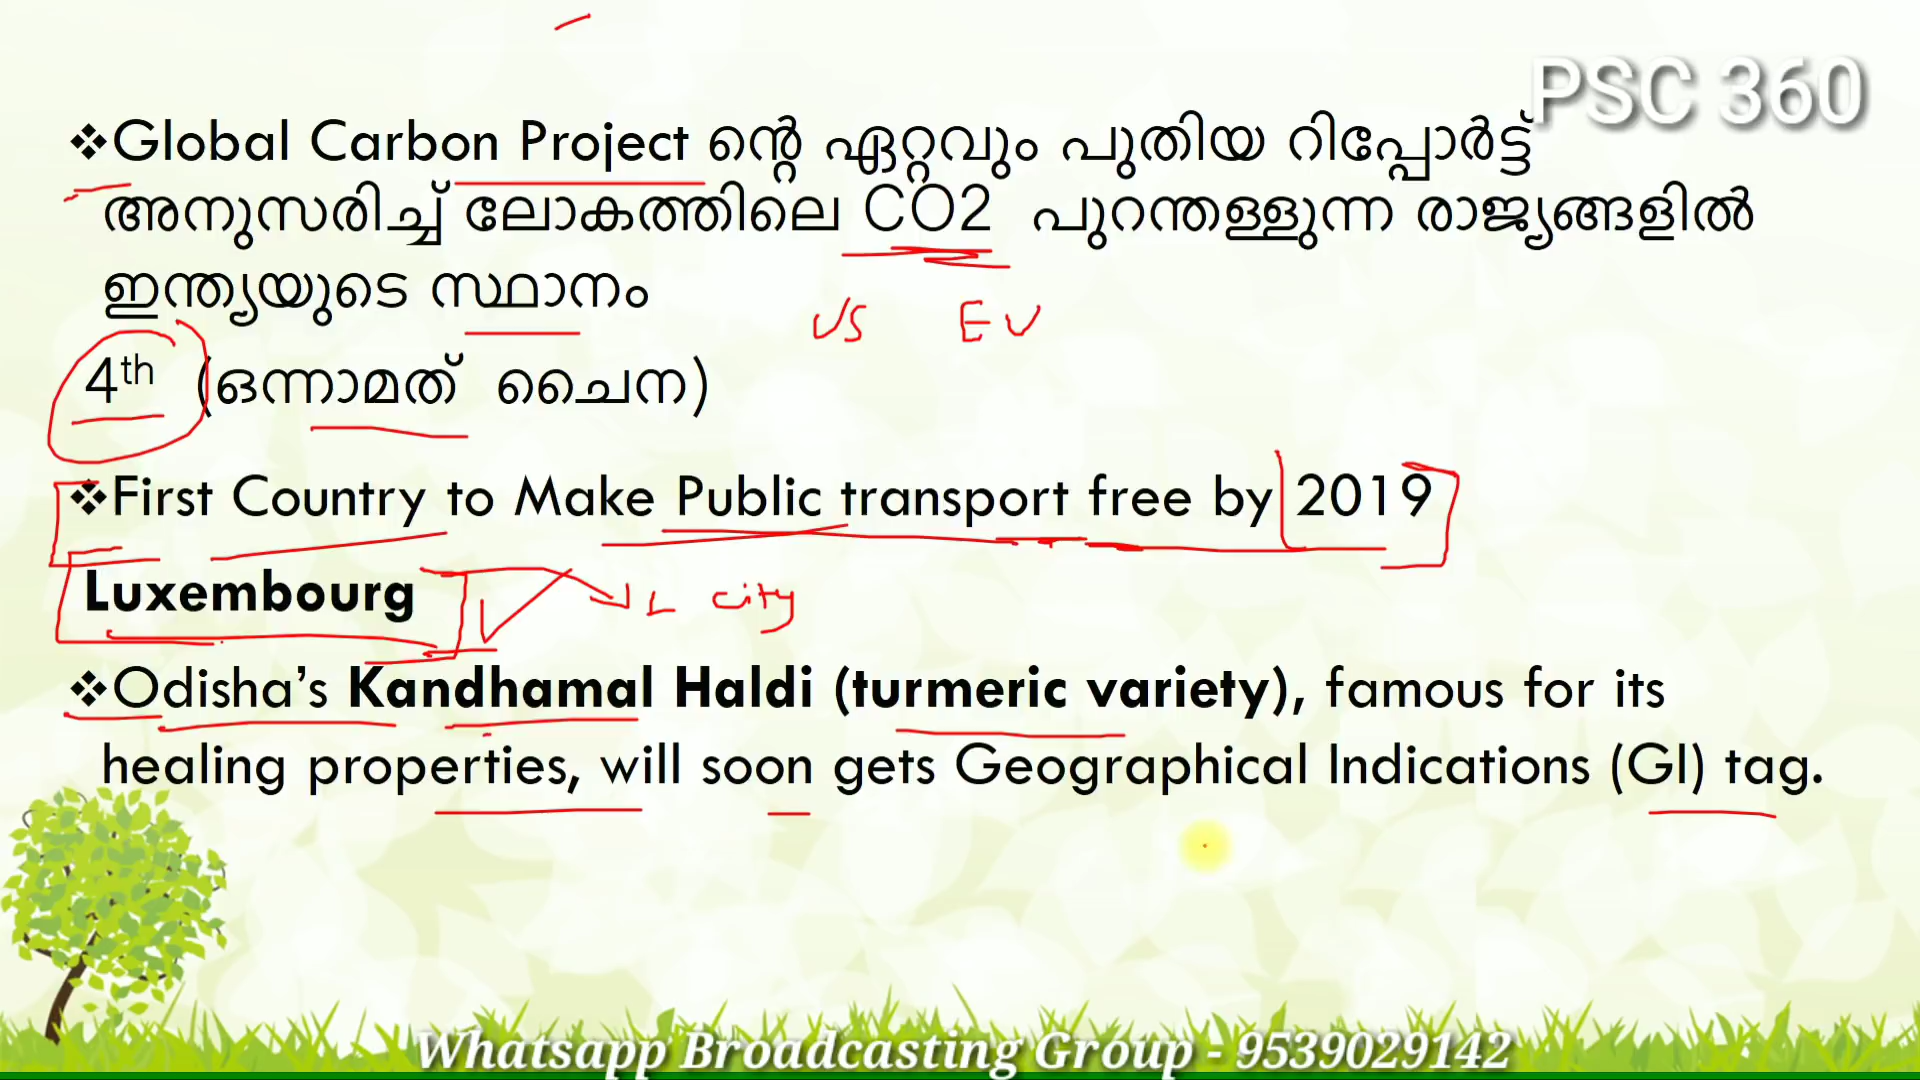 PSC 360
❖Global Carbon Project ന്റെ ഏറ്റവും പുതിയ റിപ്പോർട്ട്
അനുസരിച്ച് ലോകത്തിലെ CO2 പുറന്തള്ളുന്ന രാജ്യങ്ങളിൽ
ഇന്ത്യയുടെ സ്ഥാനം
US EU
4th (ഒന്നാമത് ചൈന)
❖First Country to Make Public transport free by 2019
Luxembourg
L city
❖Odisha’s Kandhamal Haldi (turmeric variety), famous for its
healing properties, will soon gets Geographical Indications (GI) tag.
Whatsapp Broadcasting Group - 9539029142